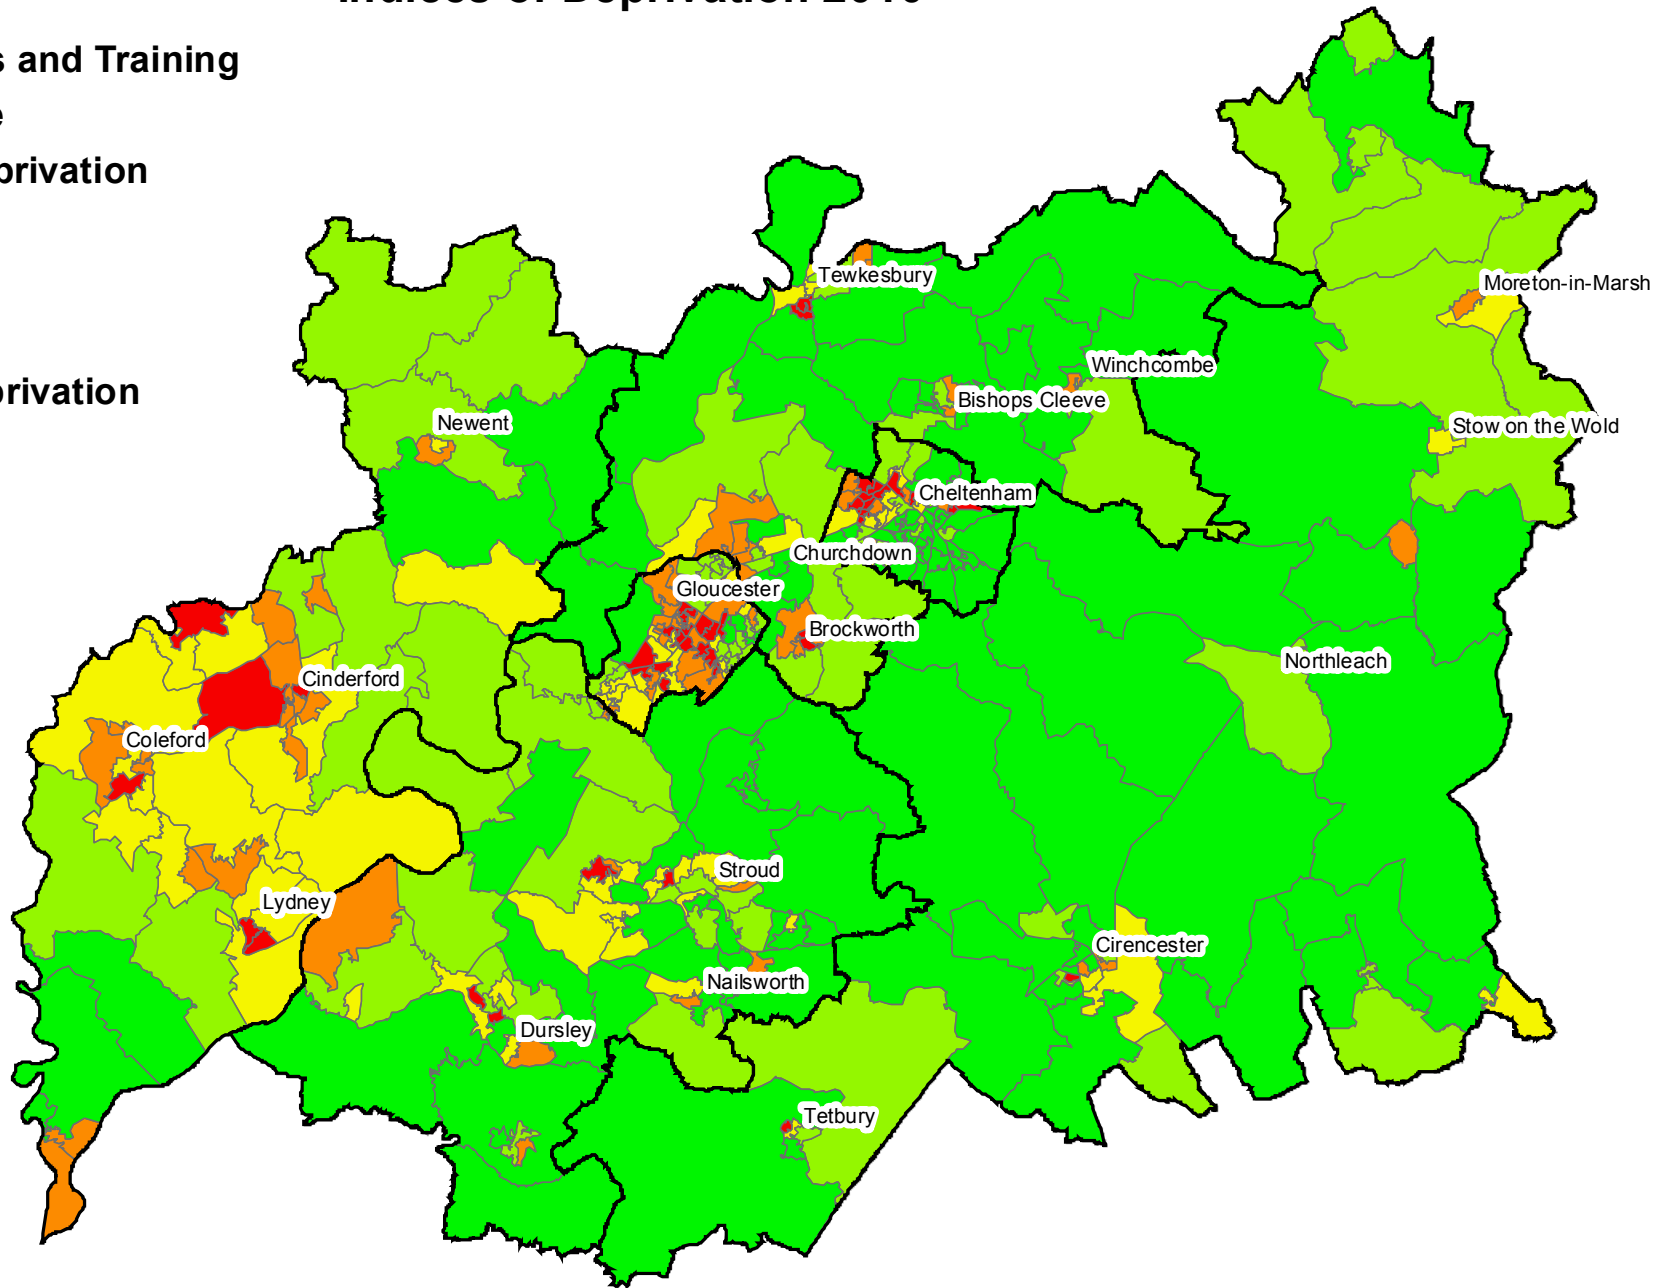 s and Training
privation
privation
Tewkesbury
Moreton-in-Marsh
Winchcombe
Bishops Cleeve
Newent
Stow on the Wold
Cheltenham
Churchdown
Gloucester
Brockworth
Northleach
Cinderford
Coleford
Stroud
Lydney
Cirencester
Nailsworth
Dursley
Tetbury